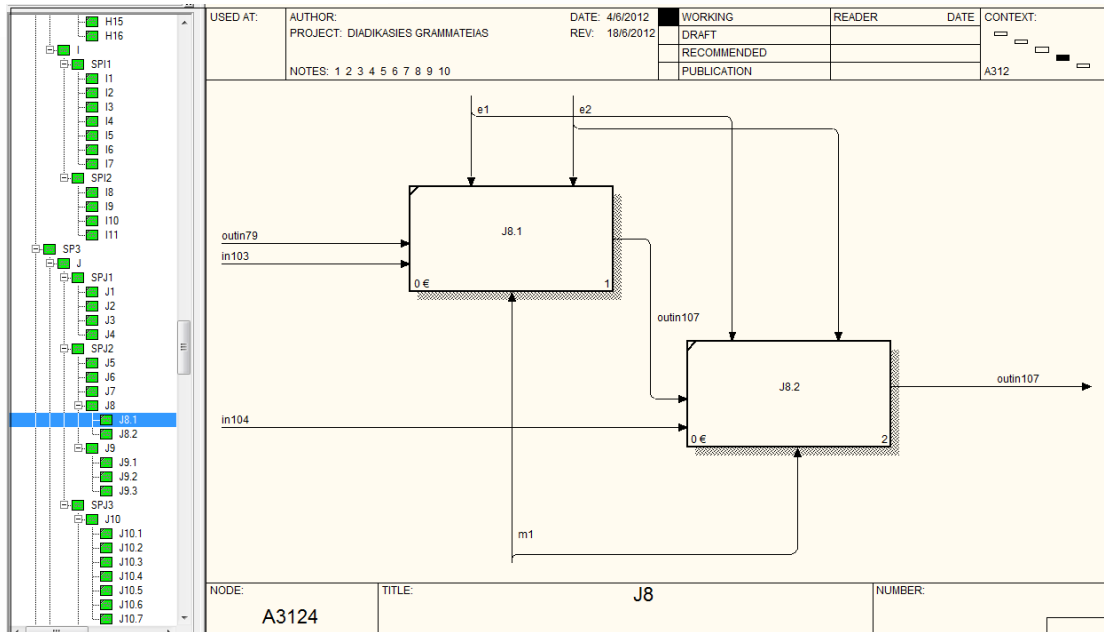 H15
H16
I
SPI1
I1
I2
I3
I4
I5
I6
I7
SPI2
I8
I9
I10
I11
SP3
J
SPJ1
J1
J2
J3
J4
SPJ2
J5
J6
J7
J8
J8.1
J8.2
J9
J9.1
J9.2
J9.3
SPJ3
J10
J10.1
J10.2
J10.3
J10.4
J10.5
J10.6
J10.7
USED AT:
AUTHOR:
PROJECT: DIADIKASIES GRAMMATEIAS
NOTES: 1 2 3 4 5 6 7 8 9 10
DATE: 4/6/2012
REV: 18/6/2012
WORKING
DRAFT
RECOMMENDED
PUBLICATION
READER DATE
CONTEXT:
A312
e1
e2
J8.1
outin79
in103
0 €
1
outin107
J8.2
outin107
in104
0 €
2
m1
NODE:
A3124
TITLE:
J8
NUMBER: